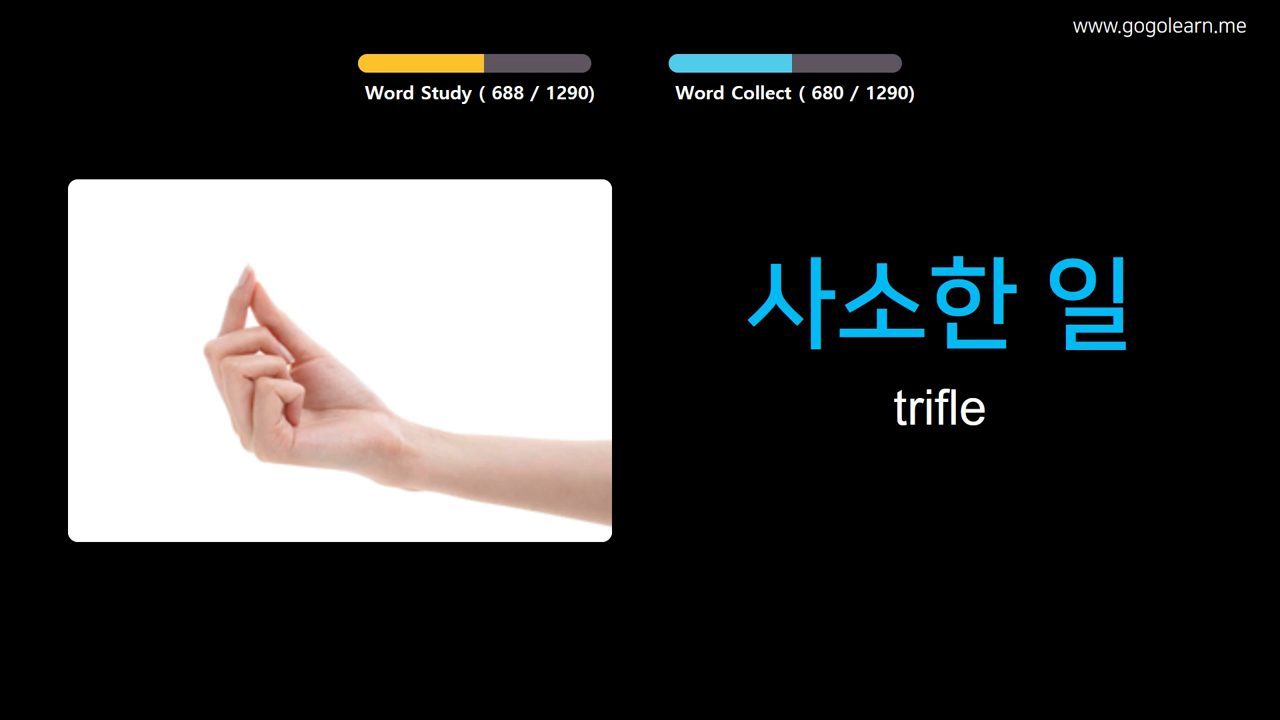 www.gogolearn.me
Word Study ( 688 / 1290)
Word Collect ( 680 / 1290)
사소한 일
trifle